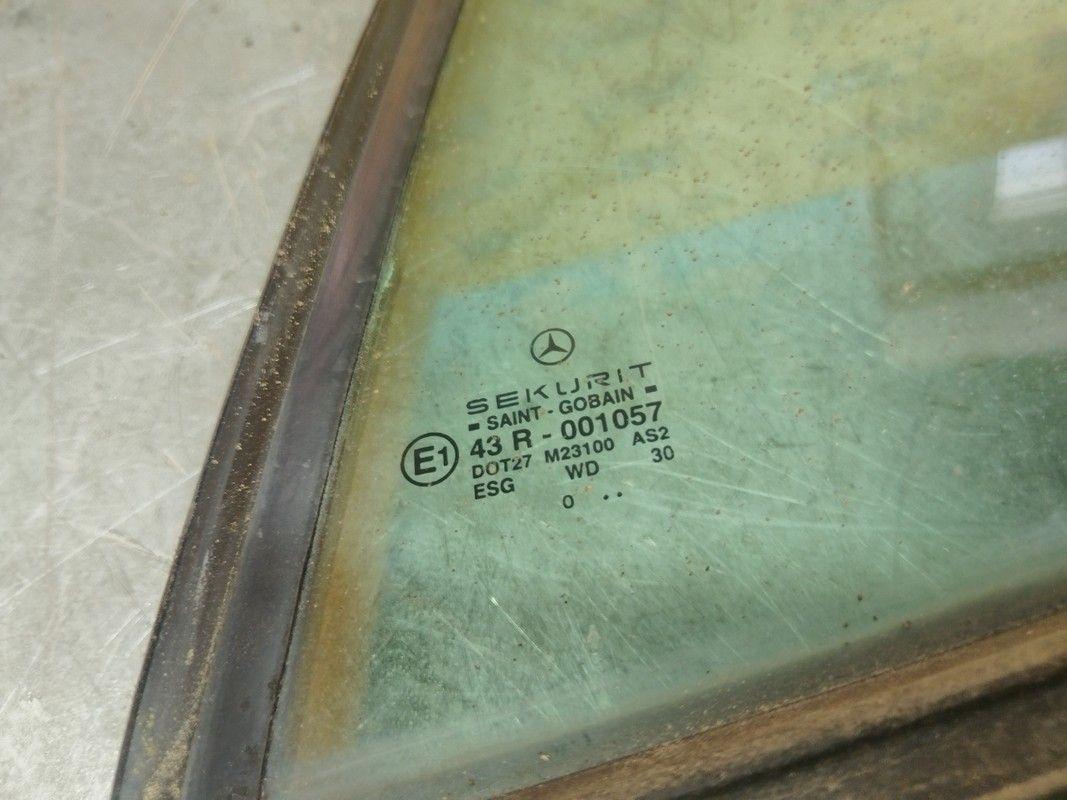 SEKURIT
SAINT - GOBAIN
E1
43 R - 001057
DOT27 M23100 AS2
ESG WD 30
0 ..